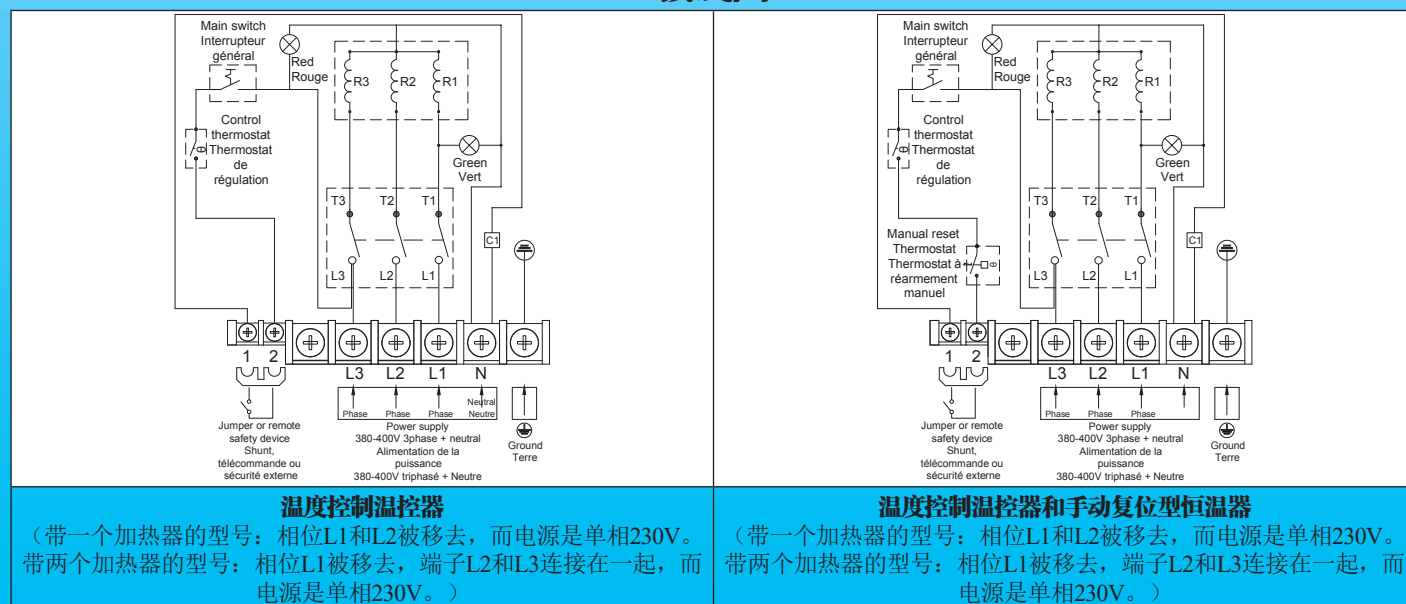 Main switch
Interrupteur
général
Red
Rouge
R3
R2
R1
Control
thermostat
Thermostat
de
régulation
θ
Green
Vert
T3
T2
T1
C1
L3
L2
L1
1
2
L3
L2
L1
N
Phase
Phase
Phase
Neutral
Neutre
Jumper or remote
safety device
Shunt,
télécommande ou
sécurité externe
Power supply
380-400V 3phase + neutral
Alimentation de la
puissance
380-400V triphasé + Neutre
Ground
Terre
温度控制温控器
（带一个加热器的型号：相位L1和L2被移去，而电源是单相230V。
带两个加热器的型号：相位L1被移去，端子L2和L3连接在一起，而
电源是单相230V。）
Main switch
Interrupteur
général
Red
Rouge
R3
R2
R1
Control
thermostat
Thermostat
de
régulation
θ
Green
Vert
T3
T2
T1
Manual reset
Thermostat
Thermostat à
réarmement
manuel
θ
C1
L3
L2
L1
1
2
L3
L2
L1
N
Phase
Phase
Phase
Jumper or remote
safety device
Shunt,
télécommande ou
sécurité externe
Power supply
380-400V 3phase + neutral
Alimentation de la
puissance
380-400V triphasé + Neutre
Ground
Terre
温度控制温控器和手动复位型恒温器
（带一个加热器的型号：相位L1和L2被移去，而电源是单相230V。
带两个加热器的型号：相位L1被移去，端子L2和L3连接在一起，而
电源是单相230V。）